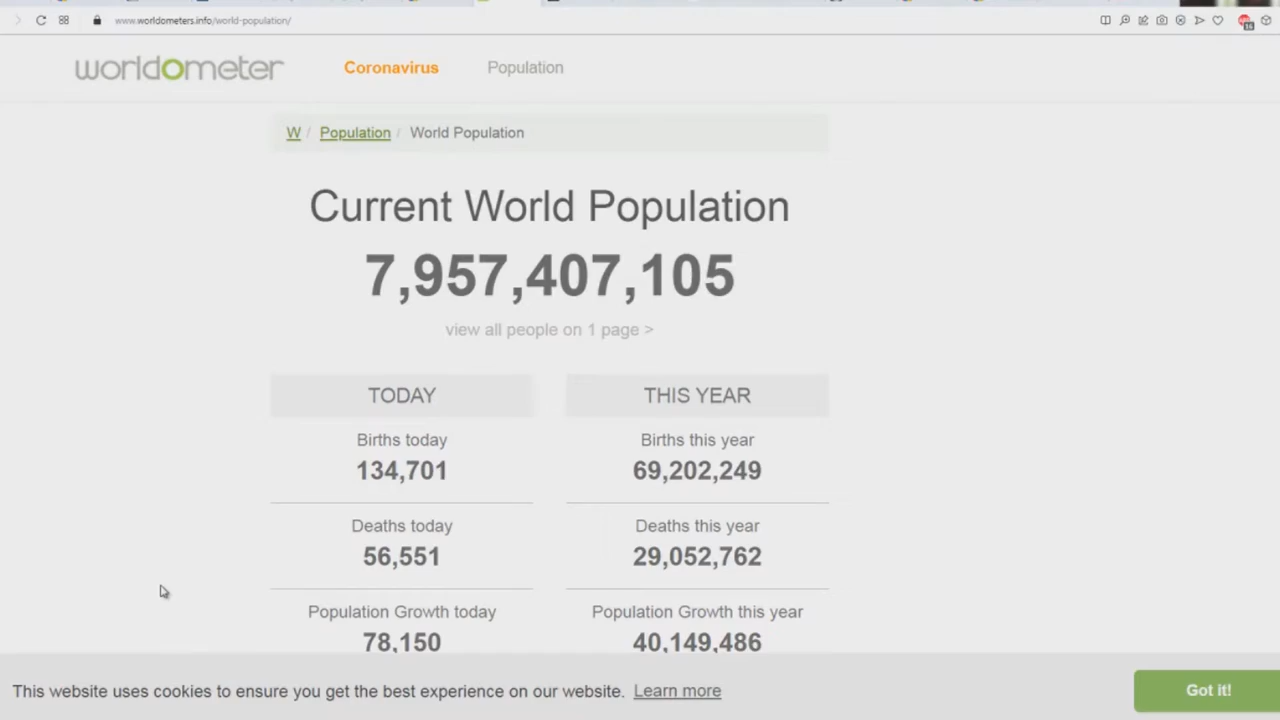 www.worldometers.info/world-population/
worldometer
Coronavirus
Population
W / Population / World Population
Current World Population
7,957,407,105
view all people on 1 page >
TODAY
Births today
134,701
Deaths today
56,551
Population Growth today
78,150
THIS YEAR
Births this year
69,202,249
Deaths this year
29,052,762
Population Growth this year
40,149,486
This website uses cookies to ensure you get the best experience on our website. Learn more
Got it!